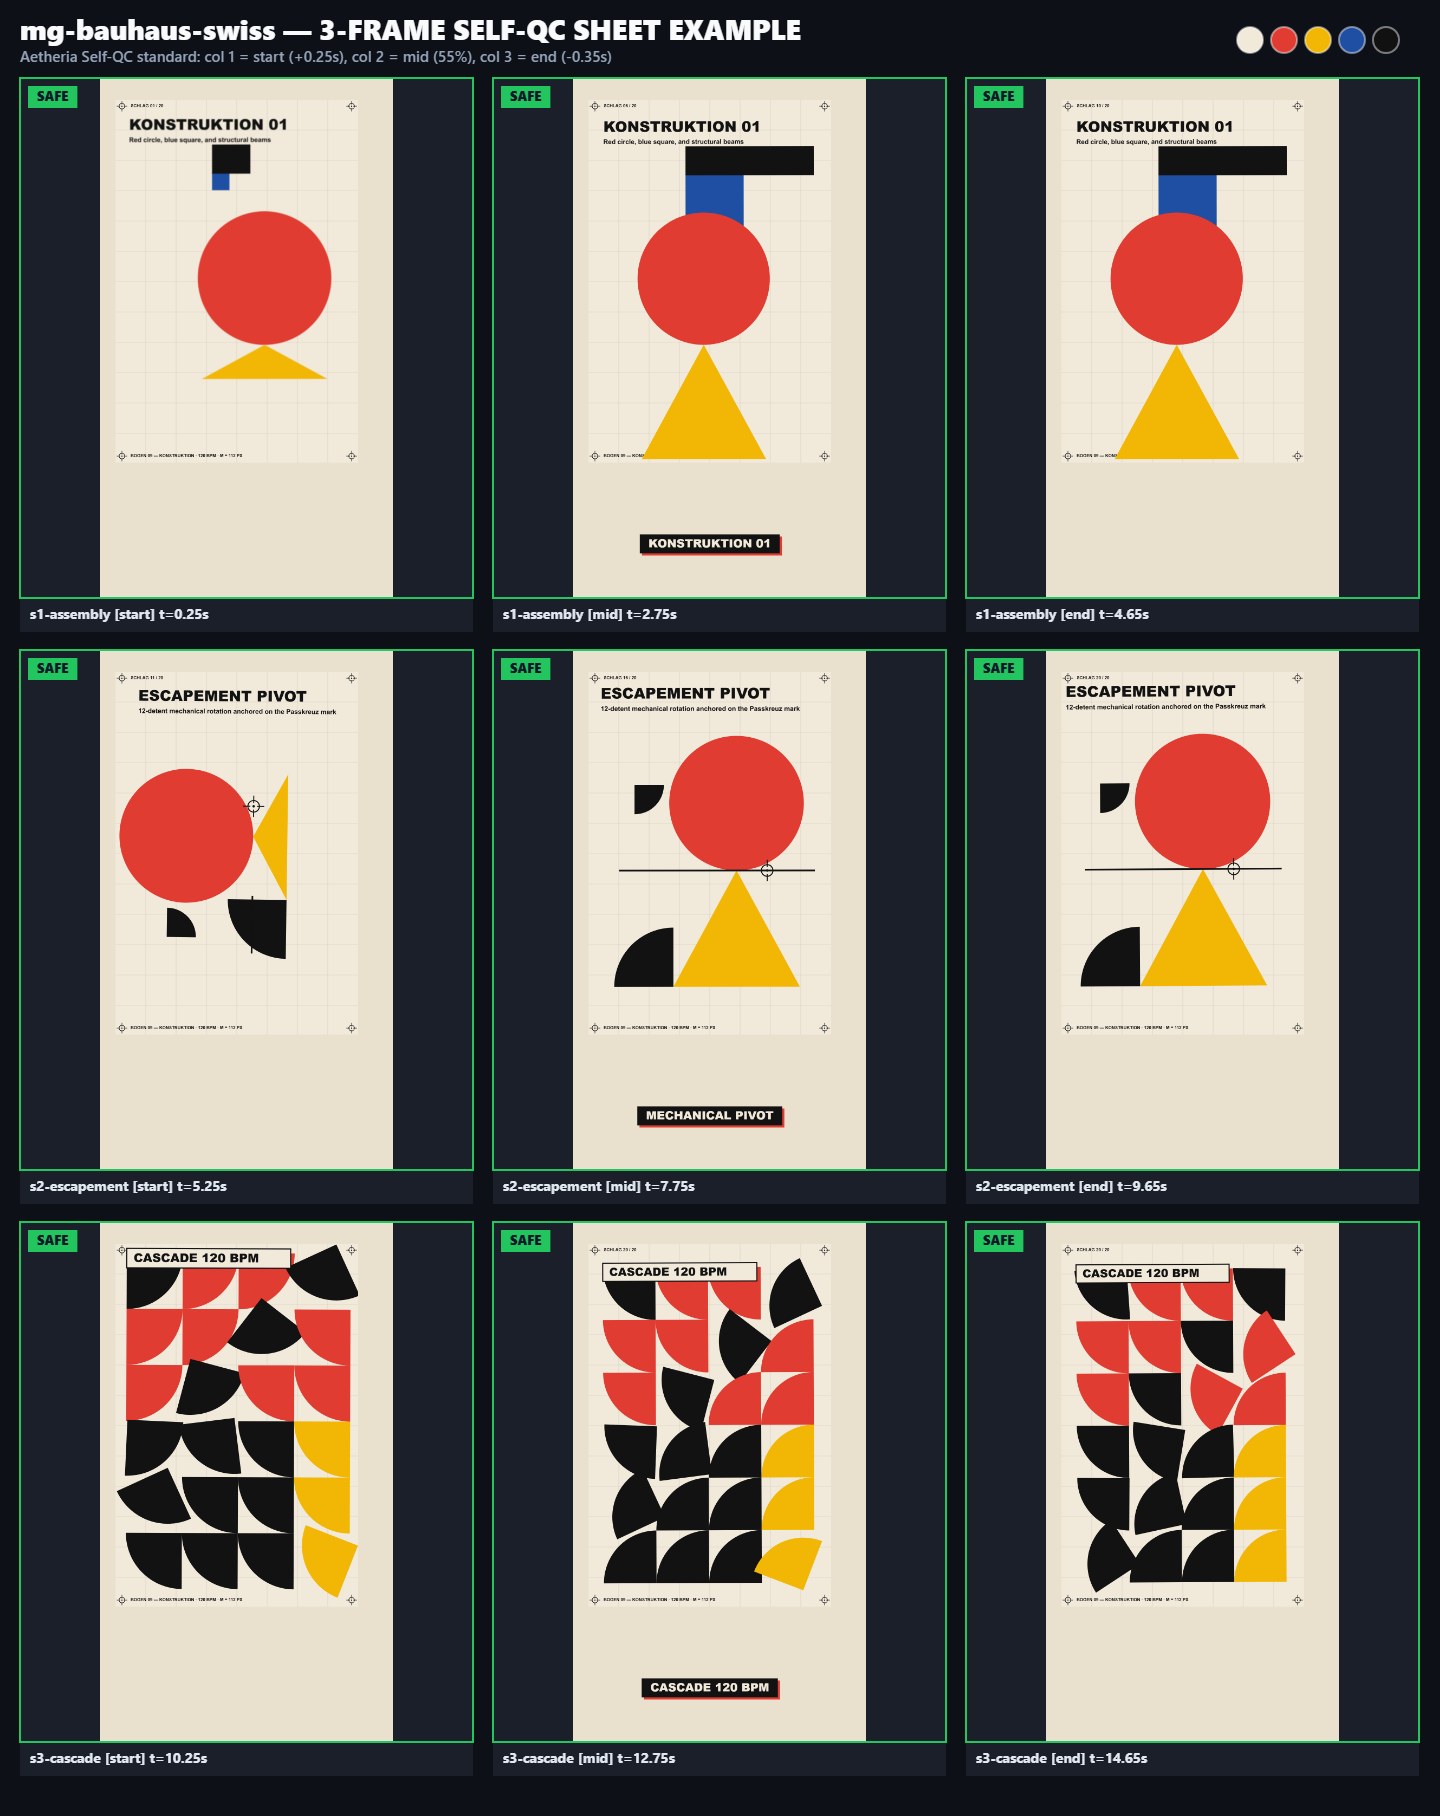 mg-bauhaus-swiss — 3-FRAME SELF-QC SHEET EXAMPLE
Aetheria Self-QC standard: col 1 = start (+0.25s), col 2 = mid (55%), col 3 = end (-0.35s)
SAFE
KONSTRUKTION 01
Red circle, blue square, and structural beams
s1-assembly [start] t=0.25s
SAFE
KONSTRUKTION 01
Red circle, blue square, and structural beams
KONSTRUKTION 01
s1-assembly [mid] t=2.75s
SAFE
KONSTRUKTION 01
Red circle, blue square, and structural beams
s1-assembly [end] t=4.65s
SAFE
ESCAPEMENT PIVOT
12-detent mechanical rotation anchored on the Passkreuz mark
s2-escapement [start] t=5.25s
SAFE
ESCAPEMENT PIVOT
12-detent mechanical rotation anchored on the Passkreuz mark
MECHANICAL PIVOT
s2-escapement [mid] t=7.75s
SAFE
ESCAPEMENT PIVOT
12-detent mechanical rotation anchored on the Passkreuz mark
s2-escapement [end] t=9.65s
SAFE
CASCADE 120 BPM
s3-cascade [start] t=10.25s
SAFE
CASCADE 120 BPM
CASCADE 120 BPM
s3-cascade [mid] t=12.75s
SAFE
CASCADE 120 BPM
s3-cascade [end] t=14.65s